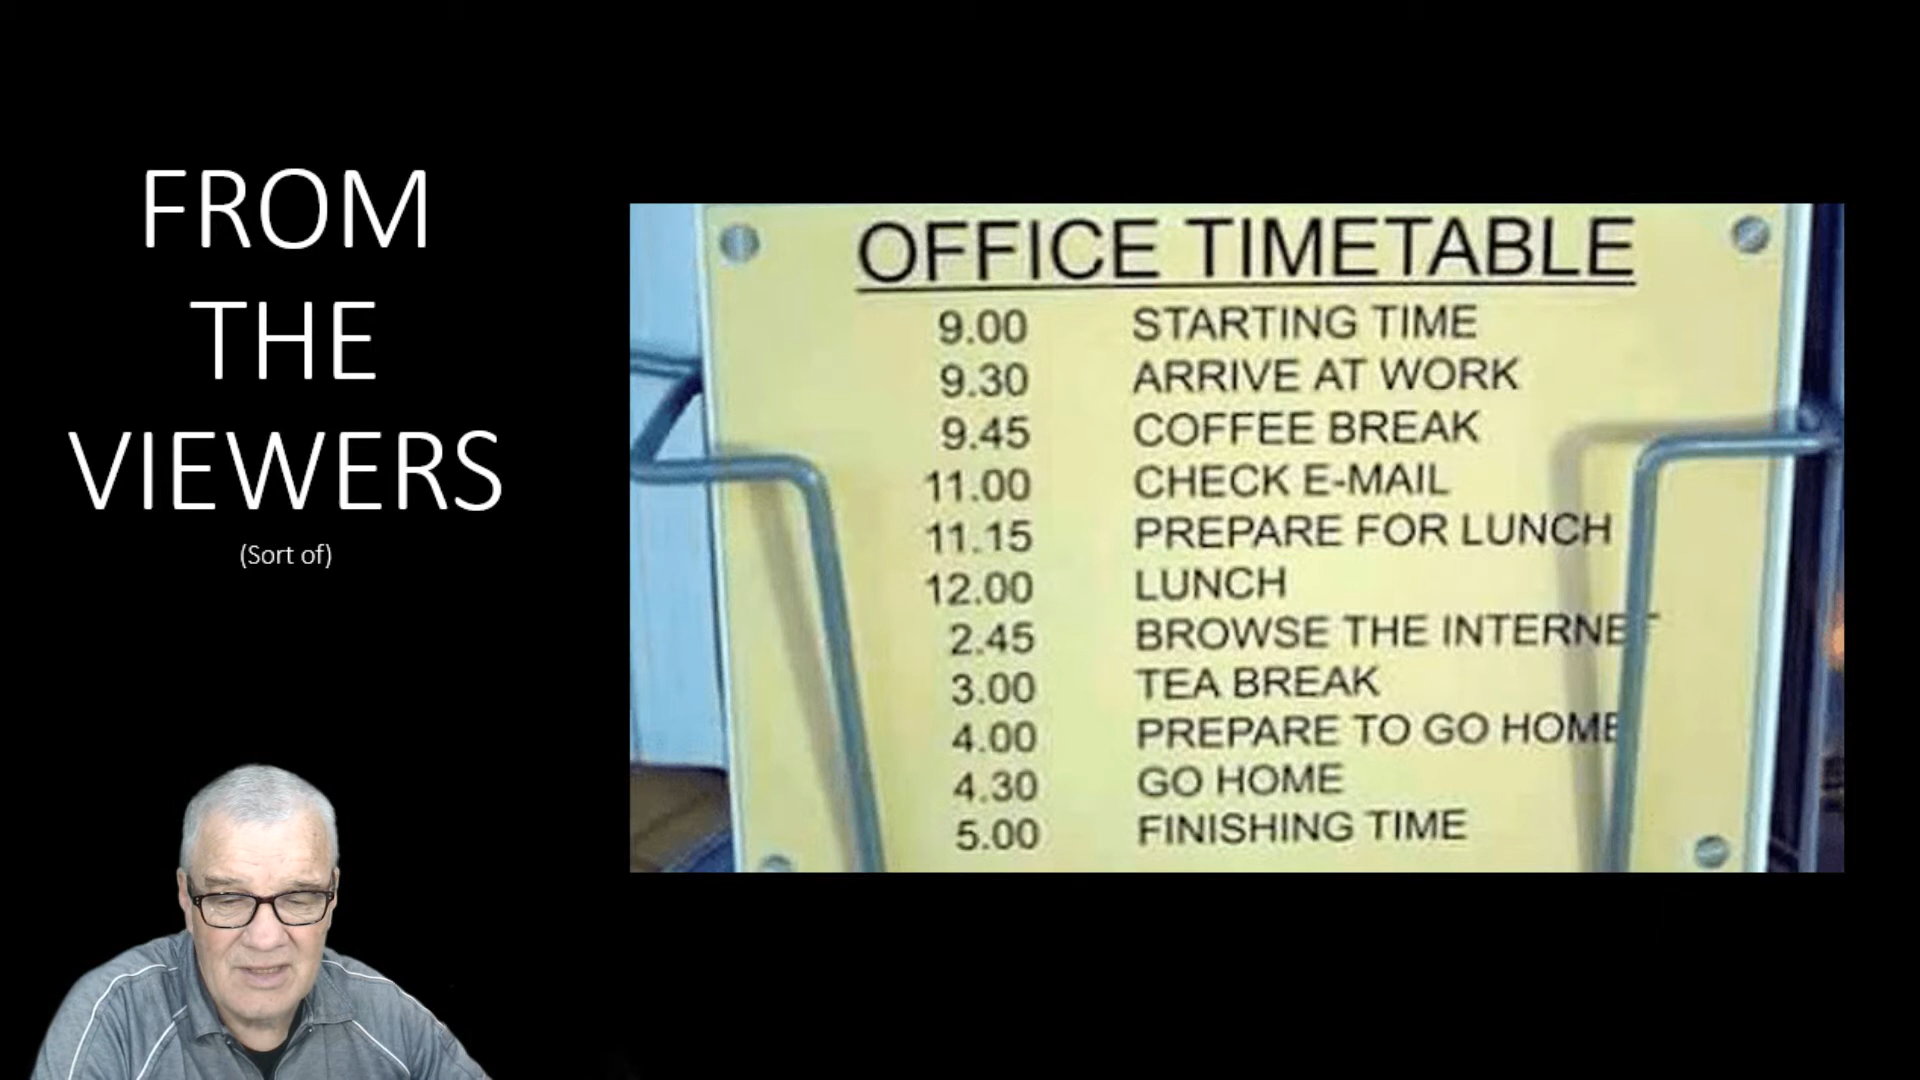 FROM
THE
VIEWERS
(Sort of)
OFFICE TIMETABLE
9.00 STARTING TIME
9.30 ARRIVE AT WORK
9.45 COFFEE BREAK
11.00 CHECK E-MAIL
11.15 PREPARE FOR LUNCH
12.00 LUNCH
2.45 BROWSE THE INTERNET
3.00 TEA BREAK
4.00 PREPARE TO GO HOME
4.30 GO HOME
5.00 FINISHING TIME